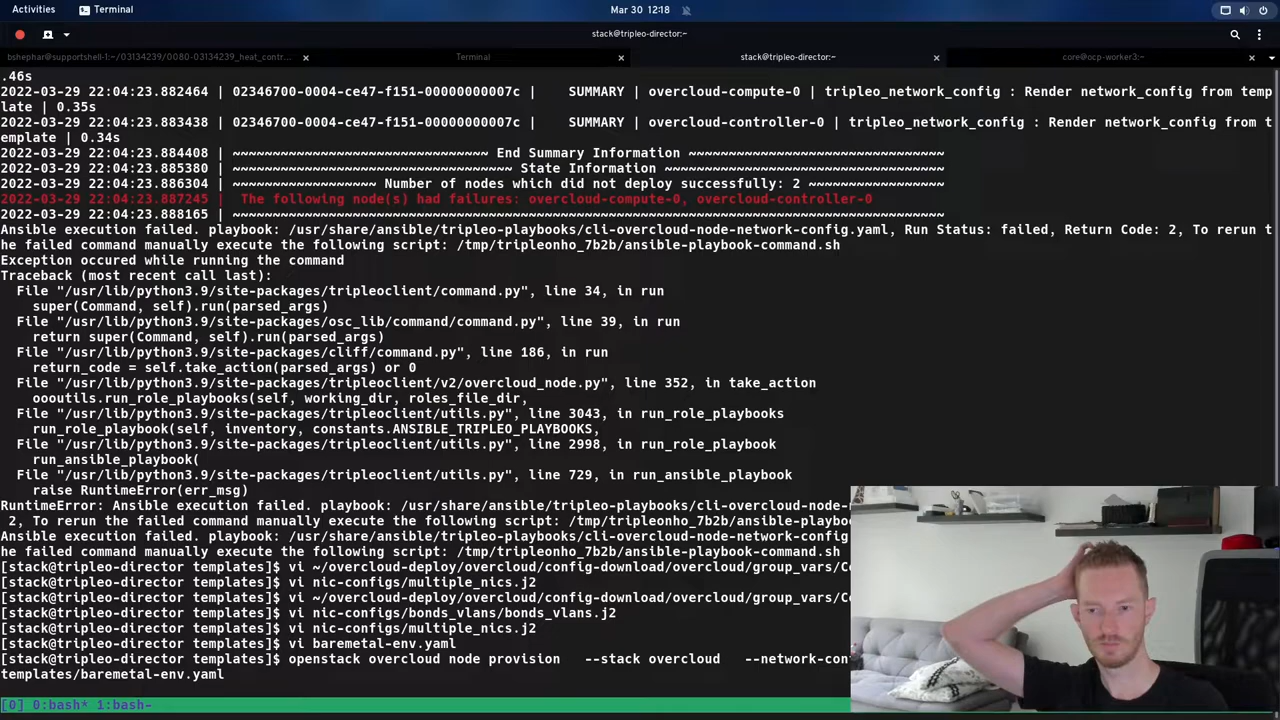 Activities Terminal Mar 30 12:18
stack@tripleo-director:~
bshephar@supportshell-1:~/03134239/0080-03134239_heat_contr... × Terminal × stack@tripleo-director:~ × core@ocp-worker3:~ ×
.46s
2022-03-29 22:04:23.882464 | 02346700-0004-ce47-f151-00000000007c |    SUMMARY | overcloud-compute-0 | tripleo_network_config : Render network_config from temp
late | 0.35s
2022-03-29 22:04:23.883438 | 02346700-0004-ce47-f151-00000000007c |    SUMMARY | overcloud-controller-0 | tripleo_network_config : Render network_config from t
emplate | 0.34s
2022-03-29 22:04:23.884408 | ~~~~~~~~~~~~~~~~~~~~~~~~~~~~~~~~ End Summary Information ~~~~~~~~~~~~~~~~~~~~~~~~~~~~~~~~
2022-03-29 22:04:23.885380 | ~~~~~~~~~~~~~~~~~~~~~~~~~~~~~~~~~~~ State Information ~~~~~~~~~~~~~~~~~~~~~~~~~~~~~~~~~~~
2022-03-29 22:04:23.886304 | ~~~~~~~~~~~~~~~~~~ Number of nodes which did not deploy successfully: 2 ~~~~~~~~~~~~~~~~~
2022-03-29 22:04:23.887245 |  The following node(s) had failures: overcloud-compute-0, overcloud-controller-0
2022-03-29 22:04:23.888165 | ~~~~~~~~~~~~~~~~~~~~~~~~~~~~~~~~~~~~~~~~~~~~~~~~~~~~~~~~~~~~~~~~~~~~~~~~~~~~~~~~~~~~~~~~~
Ansible execution failed. playbook: /usr/share/ansible/tripleo-playbooks/cli-overcloud-node-network-config.yaml, Run Status: failed, Return Code: 2, To rerun t
he failed command manually execute the following script: /tmp/tripleonho_7b2b/ansible-playbook-command.sh
Exception occured while running the command
Traceback (most recent call last):
  File "/usr/lib/python3.9/site-packages/tripleoclient/command.py", line 34, in run
    super(Command, self).run(parsed_args)
  File "/usr/lib/python3.9/site-packages/osc_lib/command/command.py", line 39, in run
    return super(Command, self).run(parsed_args)
  File "/usr/lib/python3.9/site-packages/cliff/command.py", line 186, in run
    return_code = self.take_action(parsed_args) or 0
  File "/usr/lib/python3.9/site-packages/tripleoclient/v2/overcloud_node.py", line 352, in take_action
    oooutils.run_role_playbooks(self, working_dir, roles_file_dir,
  File "/usr/lib/python3.9/site-packages/tripleoclient/utils.py", line 3043, in run_role_playbooks
    run_role_playbook(self, inventory, constants.ANSIBLE_TRIPLEO_PLAYBOOKS,
  File "/usr/lib/python3.9/site-packages/tripleoclient/utils.py", line 2998, in run_role_playbook
    run_ansible_playbook(
  File "/usr/lib/python3.9/site-packages/tripleoclient/utils.py", line 729, in run_ansible_playbook
    raise RuntimeError(err_msg)
RuntimeError: Ansible execution failed. playbook: /usr/share/ansible/tripleo-playbooks/cli-overcloud-node-n
 2, To rerun the failed command manually execute the following script: /tmp/tripleonho_7b2b/ansible-playbo
Ansible execution failed. playbook: /usr/share/ansible/tripleo-playbooks/cli-overcloud-node-network-config
he failed command manually execute the following script: /tmp/tripleonho_7b2b/ansible-playbook-command.sh
[stack@tripleo-director templates]$ vi ~/overcloud-deploy/overcloud/config-download/overcloud/group_vars/Co
[stack@tripleo-director templates]$ vi nic-configs/multiple_nics.j2
[stack@tripleo-director templates]$ vi ~/overcloud-deploy/overcloud/config-download/overcloud/group_vars/Co
[stack@tripleo-director templates]$ vi nic-configs/bonds_vlans/bonds_vlans.j2
[stack@tripleo-director templates]$ vi nic-configs/multiple_nics.j2
[stack@tripleo-director templates]$ vi baremetal-env.yaml
[stack@tripleo-director templates]$ openstack overcloud node provision   --stack overcloud   --network-con
templates/baremetal-env.yaml
[0] 0:bash* 1:bash-